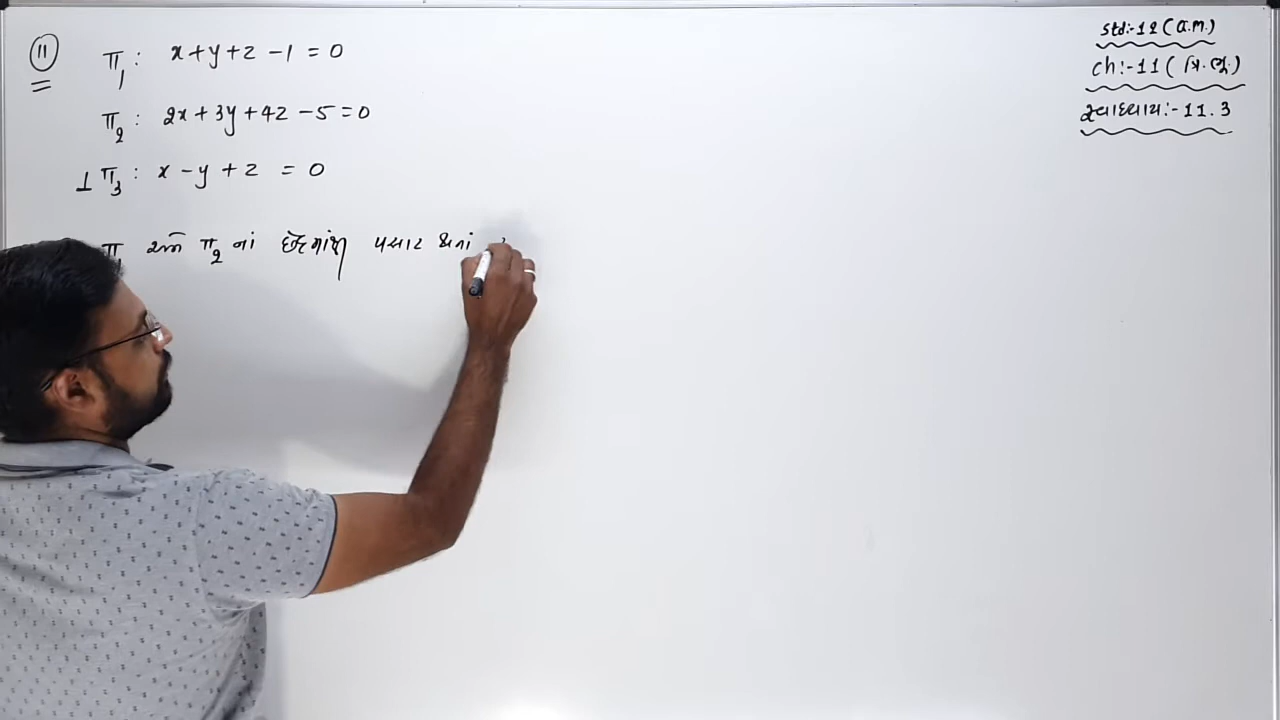 11
π₁ : x + y + z - 1 = 0
π₂ : 2x + 3y + 4z - 5 = 0
⊥ π₃ : x - y + z = 0
π₁ અને π₂ નાં છેદમાંથી પસાર થતાં
Std:-12 (G.M.)
Ch:-11 ( ત્રિ.ભૂ.)
સ્વાધ્યાય:- 11.3